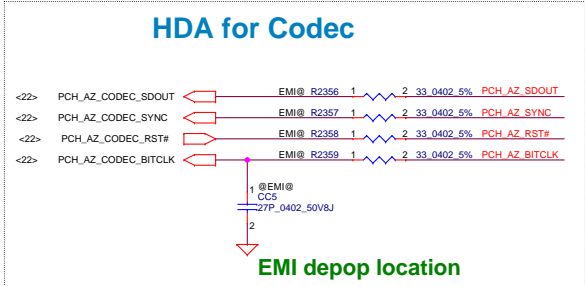 HDA for Codec
<22> PCH_AZ_CODEC_SDOUT EMI@ R2356 1 2 33_0402_5% PCH_AZ_SDOUT
<22> PCH_AZ_CODEC_SYNC EMI@ R2357 1 2 33_0402_5% PCH_AZ_SYNC
<22> PCH_AZ_CODEC_RST# EMI@ R2358 1 2 33_0402_5% PCH_AZ_RST#
<22> PCH_AZ_CODEC_BITCLK EMI@ R2359 1 2 33_0402_5% PCH_AZ_BITCLK
1 @EMI@
CC5
27P_0402_50V8J
2
EMI depop location